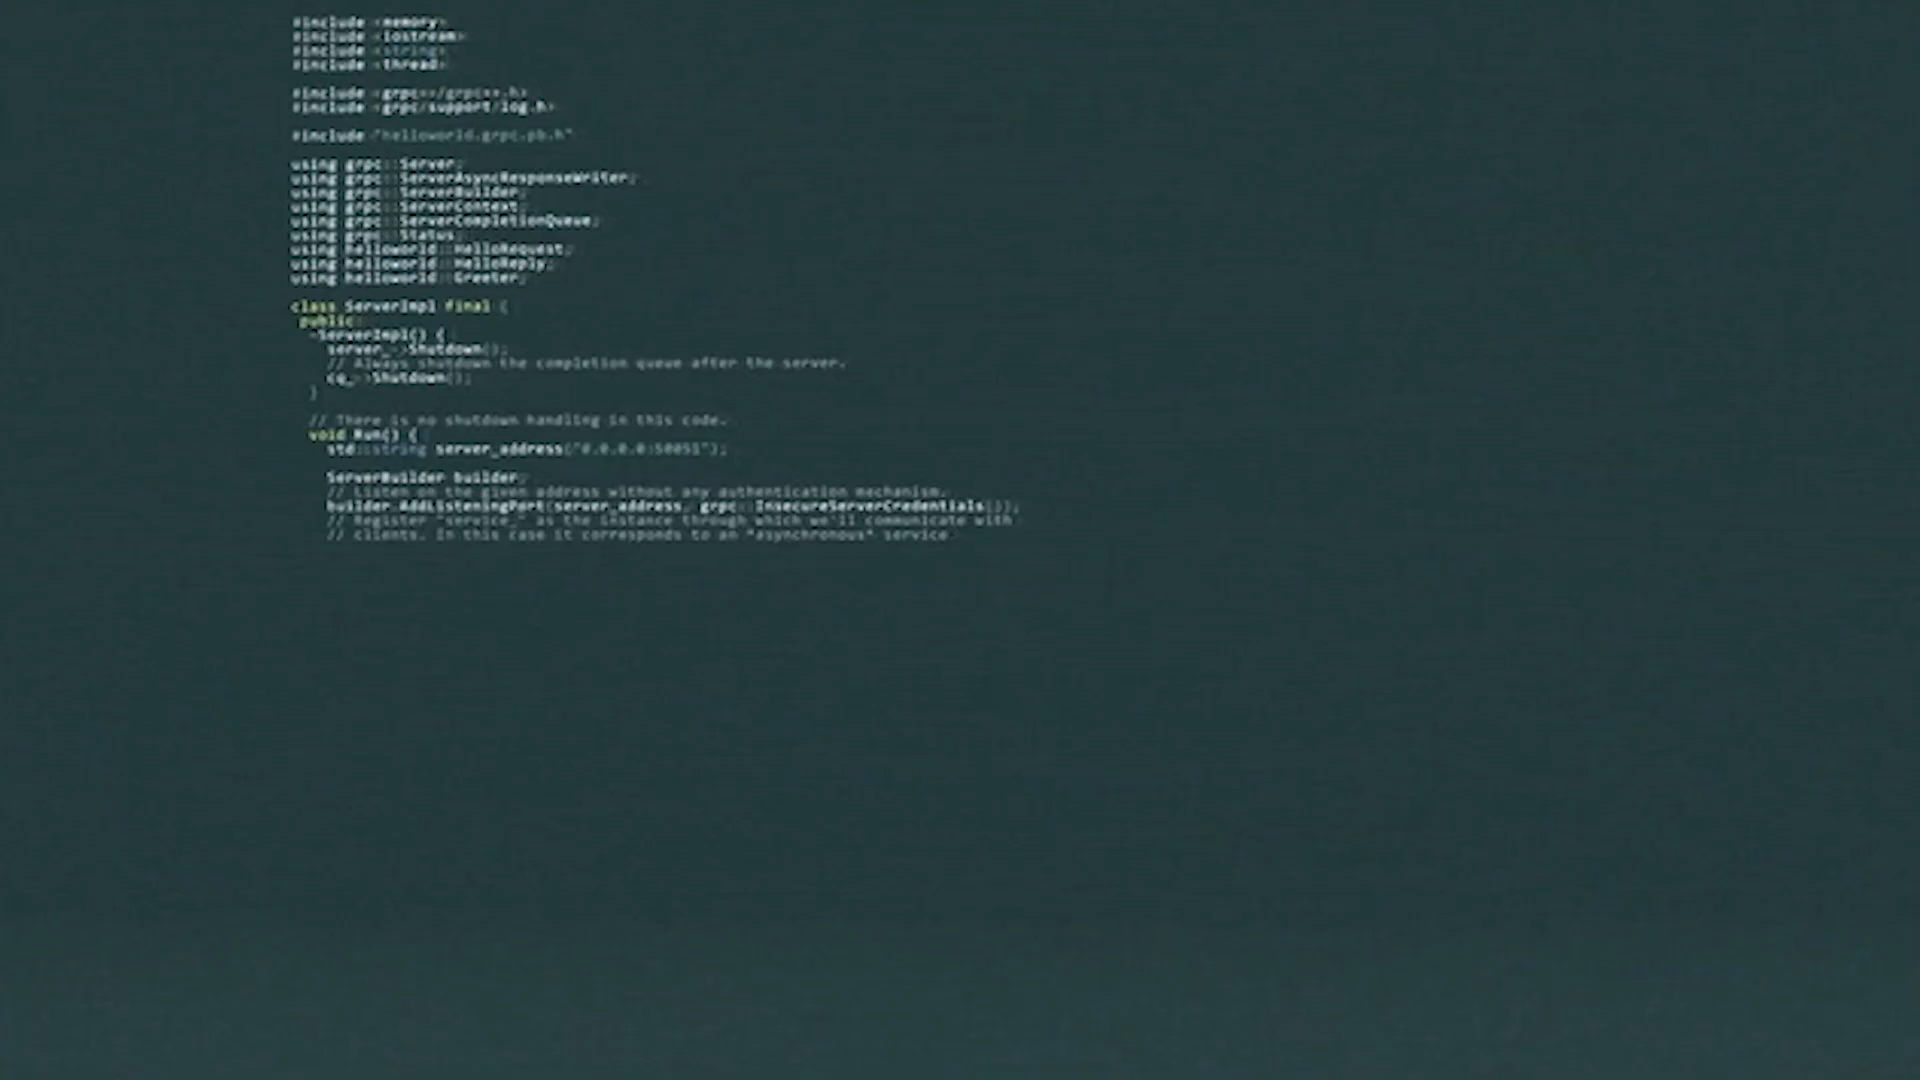 #include <memory>
#include <iostream>
#include <string>
#include <thread>
#include <grpc++/grpc++.h>
#include <grpc/support/log.h>
#include "helloworld.grpc.pb.h"
using grpc::Server;
using grpc::ServerAsyncResponseWriter;
using grpc::ServerBuilder;
using grpc::ServerContext;
using grpc::ServerCompletionQueue;
using grpc::Status;
using helloworld::HelloRequest;
using helloworld::HelloReply;
using helloworld::Greeter;
class ServerImpl final {
public:
~ServerImpl() {
server_->Shutdown();
// Always shutdown the completion queue after the server.
cq_->Shutdown();
}
// There is no shutdown handling in this code.
void Run() {
std::string server_address("0.0.0.0:50051");
ServerBuilder builder;
// Listen on the given address without any authentication mechanism.
builder.AddListeningPort(server_address, grpc::InsecureServerCredentials());
// Register "service_" as the instance through which we'll communicate with
// clients. In this case it corresponds to an *asynchronous* service.